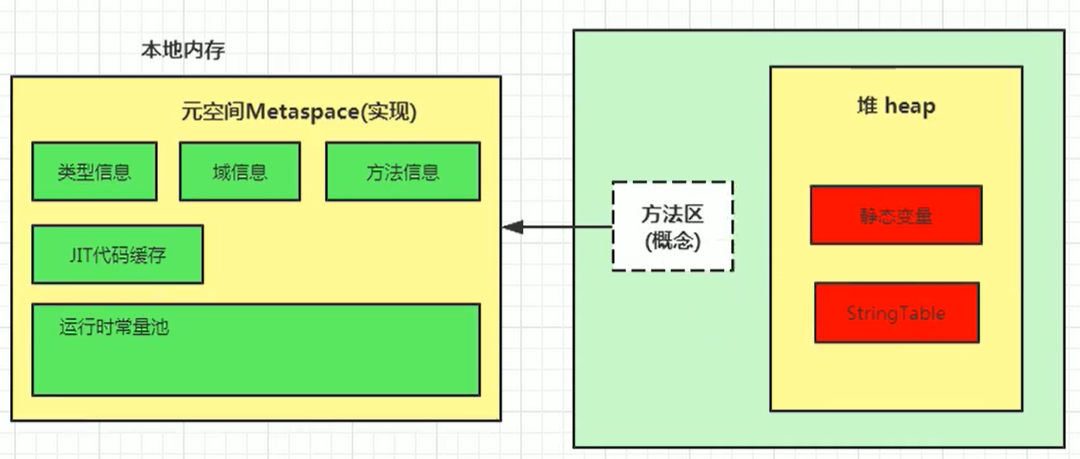 本地内存
元空间Metaspace(实现)
类型信息
域信息
方法信息
JIT代码缓存
运行时常量池
方法区
(概念)
堆 heap
静态变量
StringTable